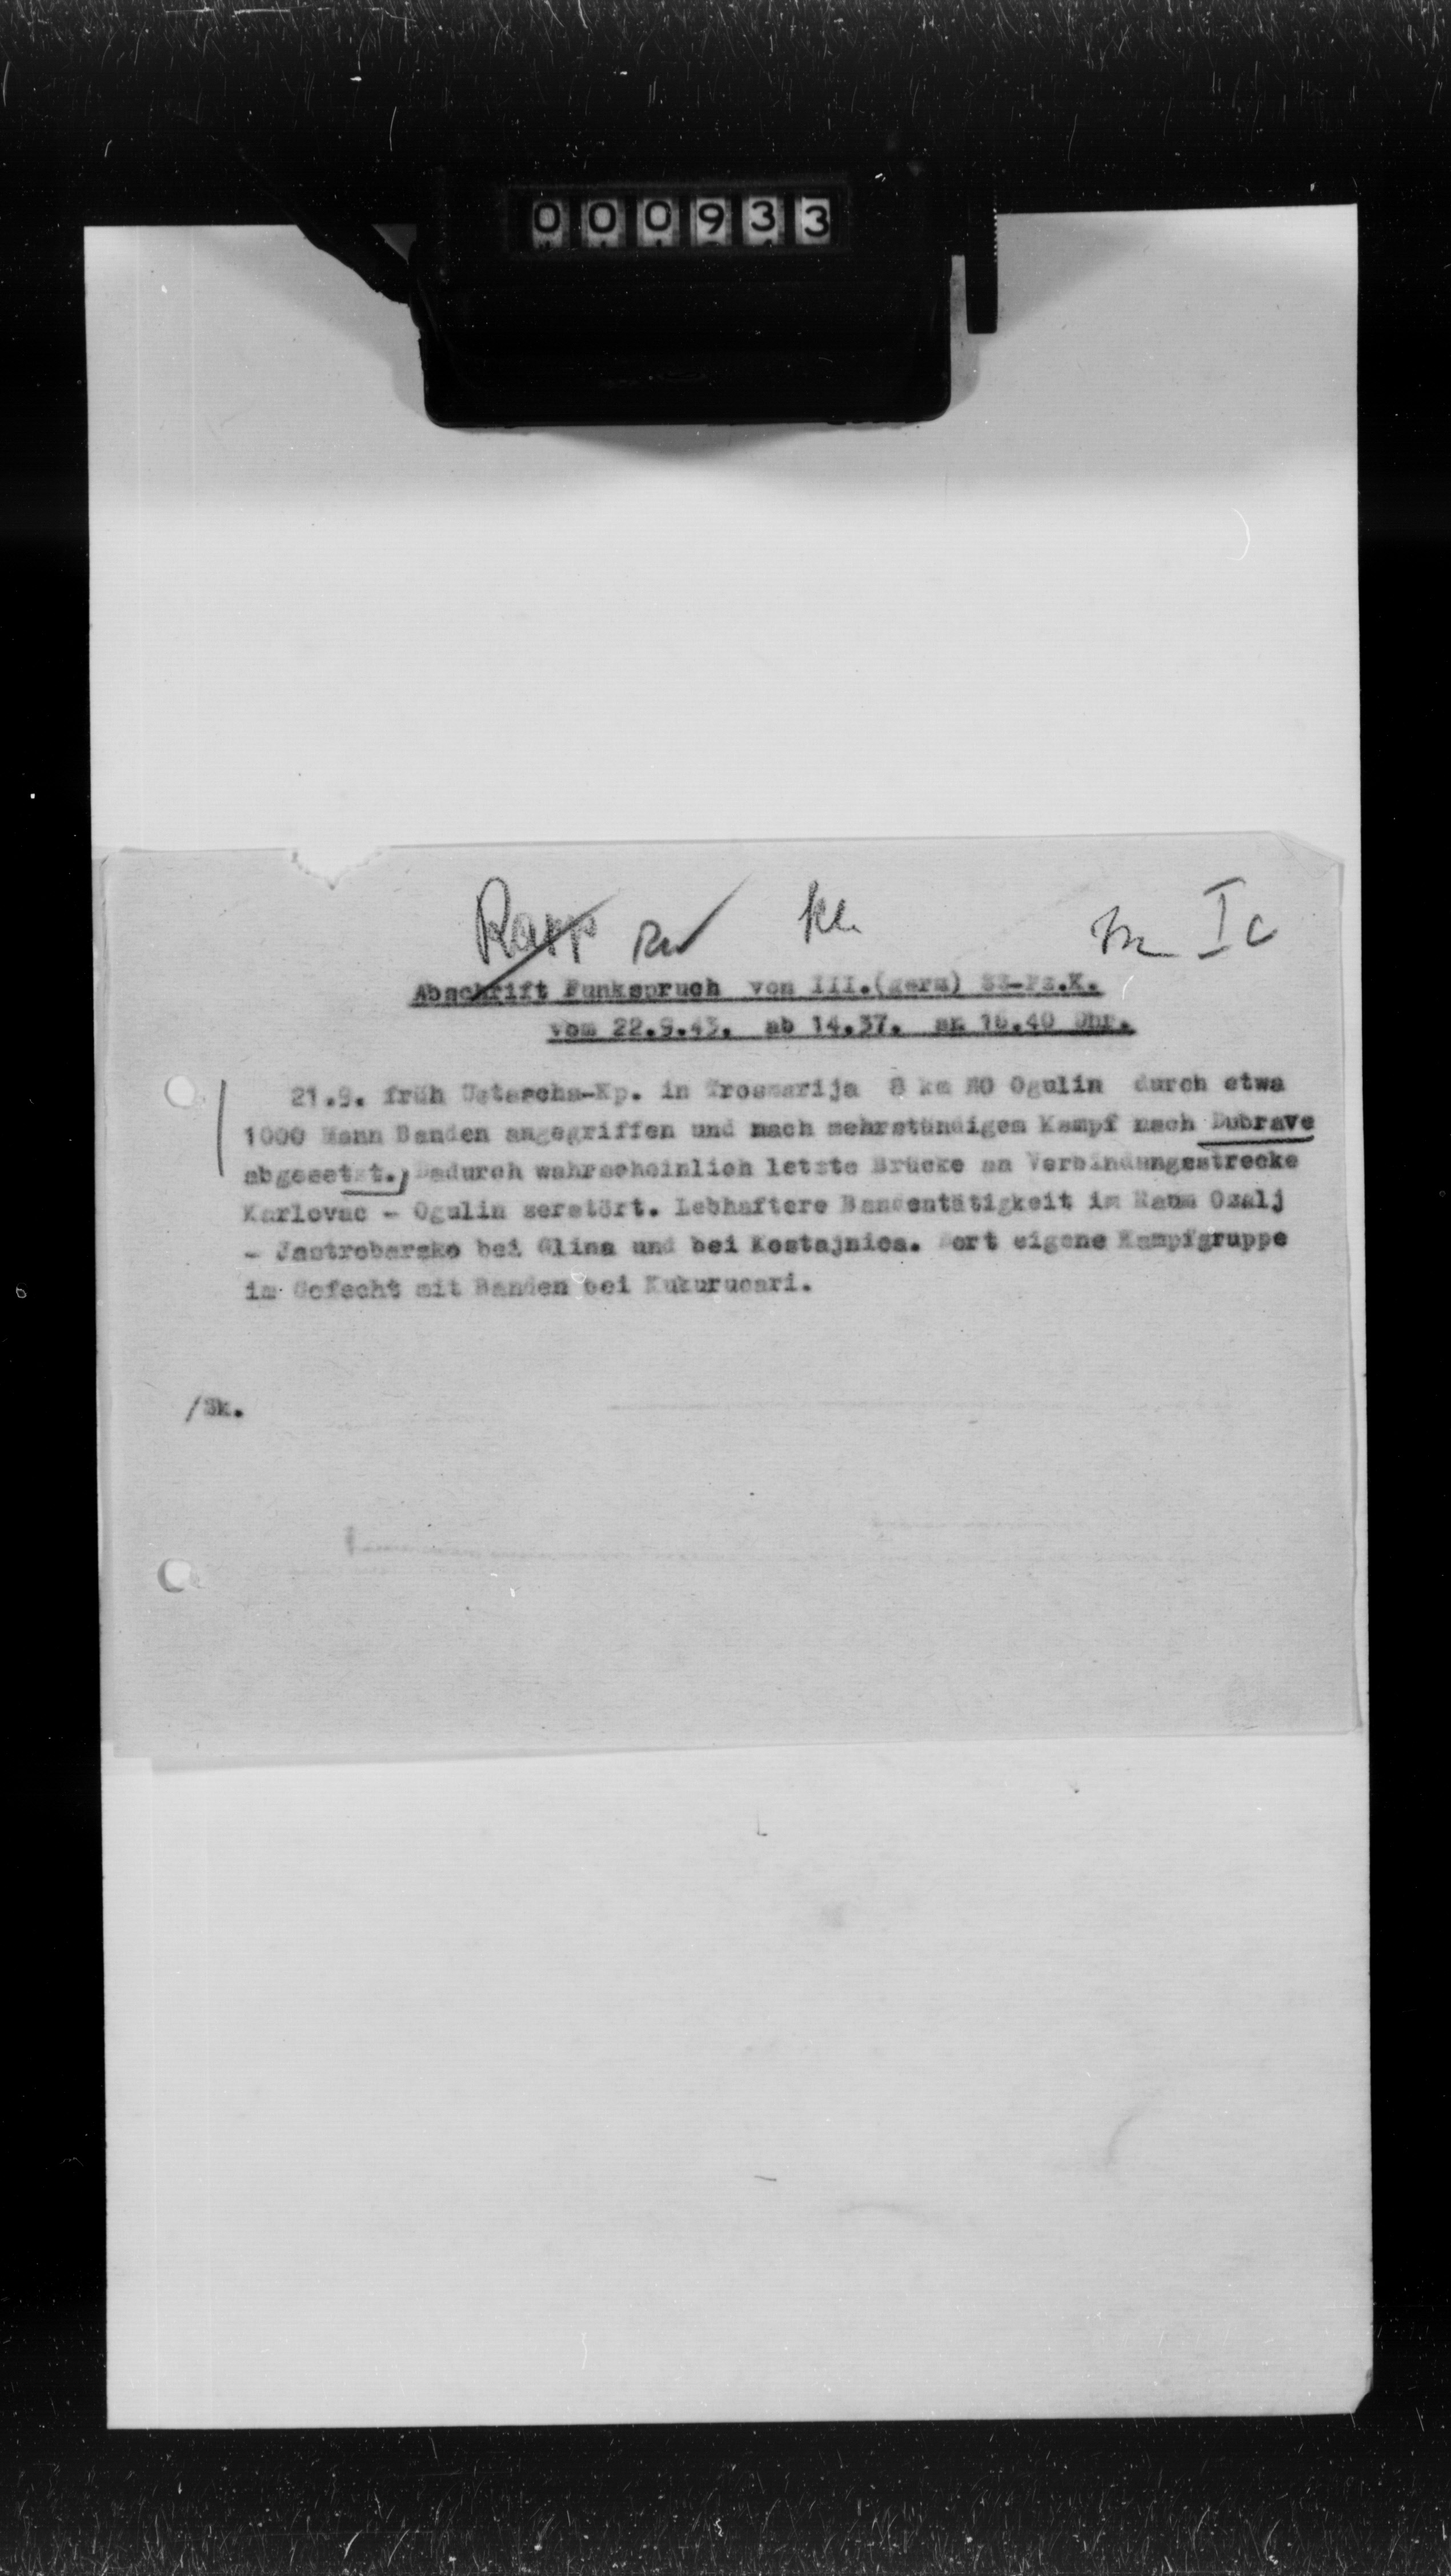 000933
Rapp kl. Ic
Abschrift Funkspruch von III.(germ) SS-Pz.K.
vom 22.9.43. ab 14.37. an 16.40 Uhr.
21.9. früh Ustascha-Kp. in Trosmarija 8 km NO Ogulin durch etwa
1000 Mann Banden angegriffen und nach mehrstündigem Kampf nach Dubrave
abgesetzt. Dadurch wahrscheinlich letzte Brücke an Verbindungsstrecke
Karlovac - Ogulin zerstört. Lebhaftere Bandentätigkeit im Raum Ozalj
- Jastrebarsko bei Glina und bei Kostajnica. Dort eigene Kampfgruppe
im Gefecht mit Banden bei Kukurucari.
/Sk.